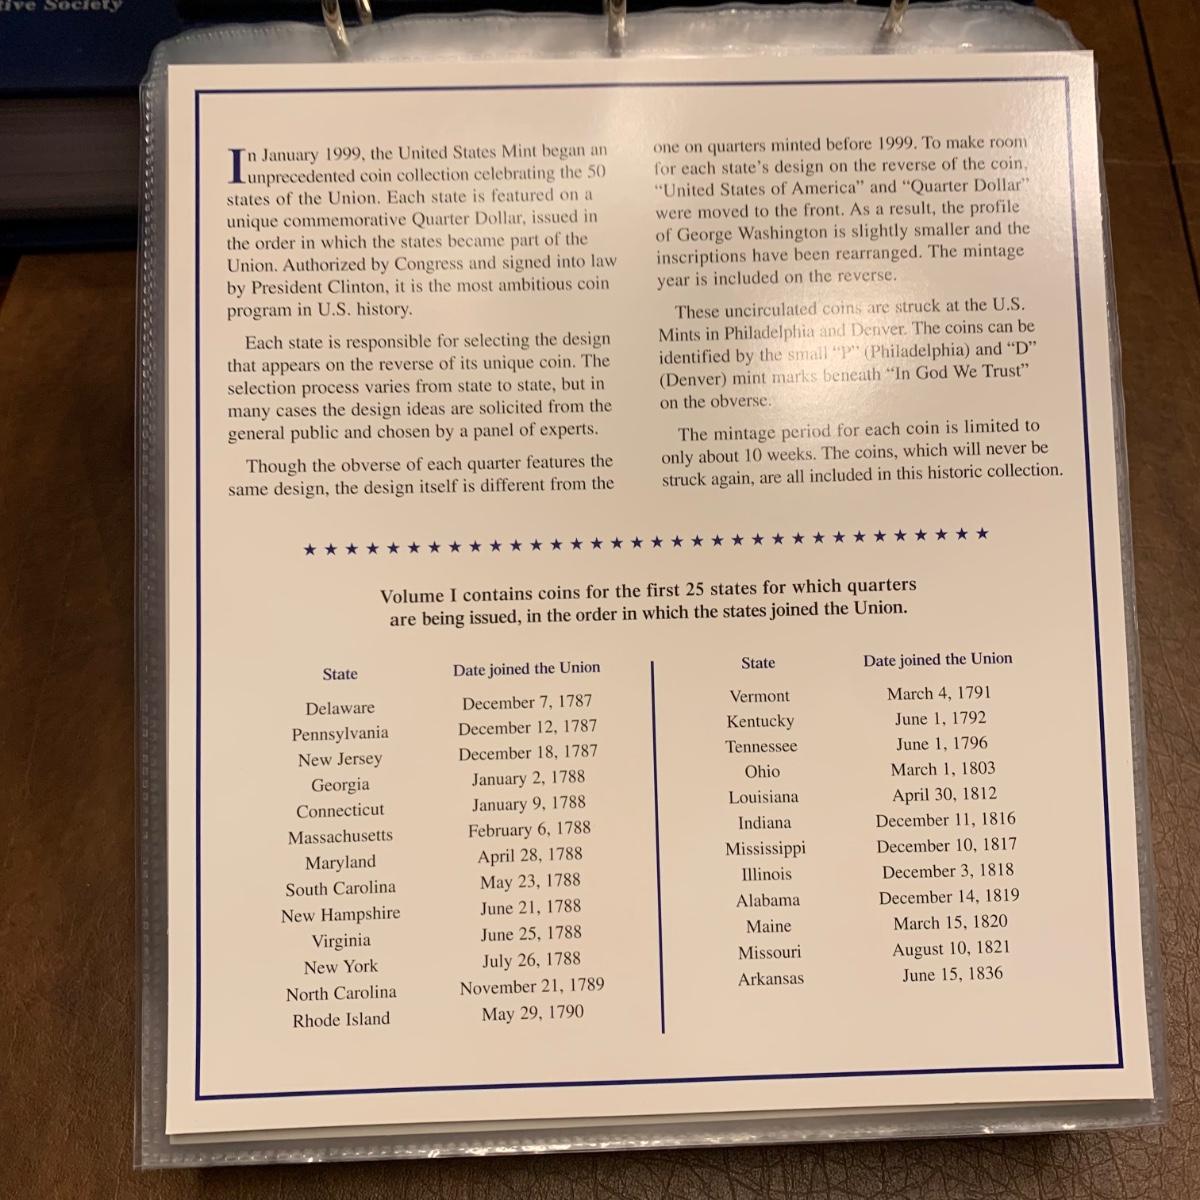 tive Society
In January 1999, the United States Mint began an
unprecedented coin collection celebrating the 50
states of the Union. Each state is featured on a
unique commemorative Quarter Dollar, issued in
the order in which the states became part of the
Union. Authorized by Congress and signed into law
by President Clinton, it is the most ambitious coin
program in U.S. history.
Each state is responsible for selecting the design
that appears on the reverse of its unique coin. The
selection process varies from state to state, but in
many cases the design ideas are solicited from the
general public and chosen by a panel of experts.
Though the obverse of each quarter features the
same design, the design itself is different from the
one on quarters minted before 1999. To make room
for each state's design on the reverse of the coin,
"United States of America" and "Quarter Dollar"
were moved to the front. As a result, the profile
of George Washington is slightly smaller and the
inscriptions have been rearranged. The mintage
year is included on the reverse.
These uncirculated coins are struck at the U.S.
Mints in Philadelphia and Denver. The coins can be
identified by the small "P" (Philadelphia) and "D"
(Denver) mint marks beneath "In God We Trust"
on the obverse.
The mintage period for each coin is limited to
only about 10 weeks. The coins, which will never be
struck again, are all included in this historic collection.
Volume I contains coins for the first 25 states for which quarters
are being issued, in the order in which the states joined the Union.
State Date joined the Union
Delaware December 7, 1787
Pennsylvania December 12, 1787
New Jersey December 18, 1787
Georgia January 2, 1788
Connecticut January 9, 1788
Massachusetts February 6, 1788
Maryland April 28, 1788
South Carolina May 23, 1788
New Hampshire June 21, 1788
Virginia June 25, 1788
New York July 26, 1788
North Carolina November 21, 1789
Rhode Island May 29, 1790
State Date joined the Union
Vermont March 4, 1791
Kentucky June 1, 1792
Tennessee June 1, 1796
Ohio March 1, 1803
Louisiana April 30, 1812
Indiana December 11, 1816
Mississippi December 10, 1817
Illinois December 3, 1818
Alabama December 14, 1819
Maine March 15, 1820
Missouri August 10, 1821
Arkansas June 15, 1836